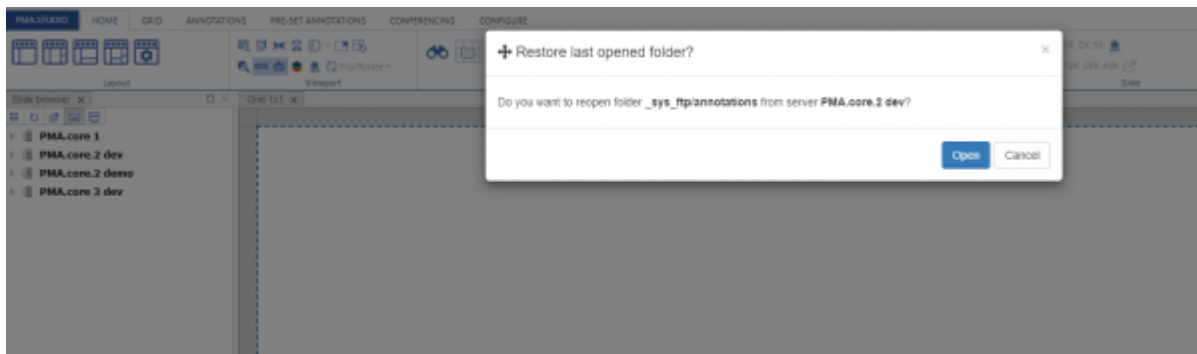 PMA.STUDIO HOME GRID ANNOTATIONS PRE-SET ANNOTATIONS CONFERENCING CONFIGURE
Restore last opened folder?
Do you want to reopen folder _sys_ftp/annotations from server PMA.core.2 dev?
Open Cancel
Layout Viewport Slide
Slide browser Grid 1x1
PMA.core 1
PMA.core.2 dev
PMA.core.2 demo
PMA.core 3 dev